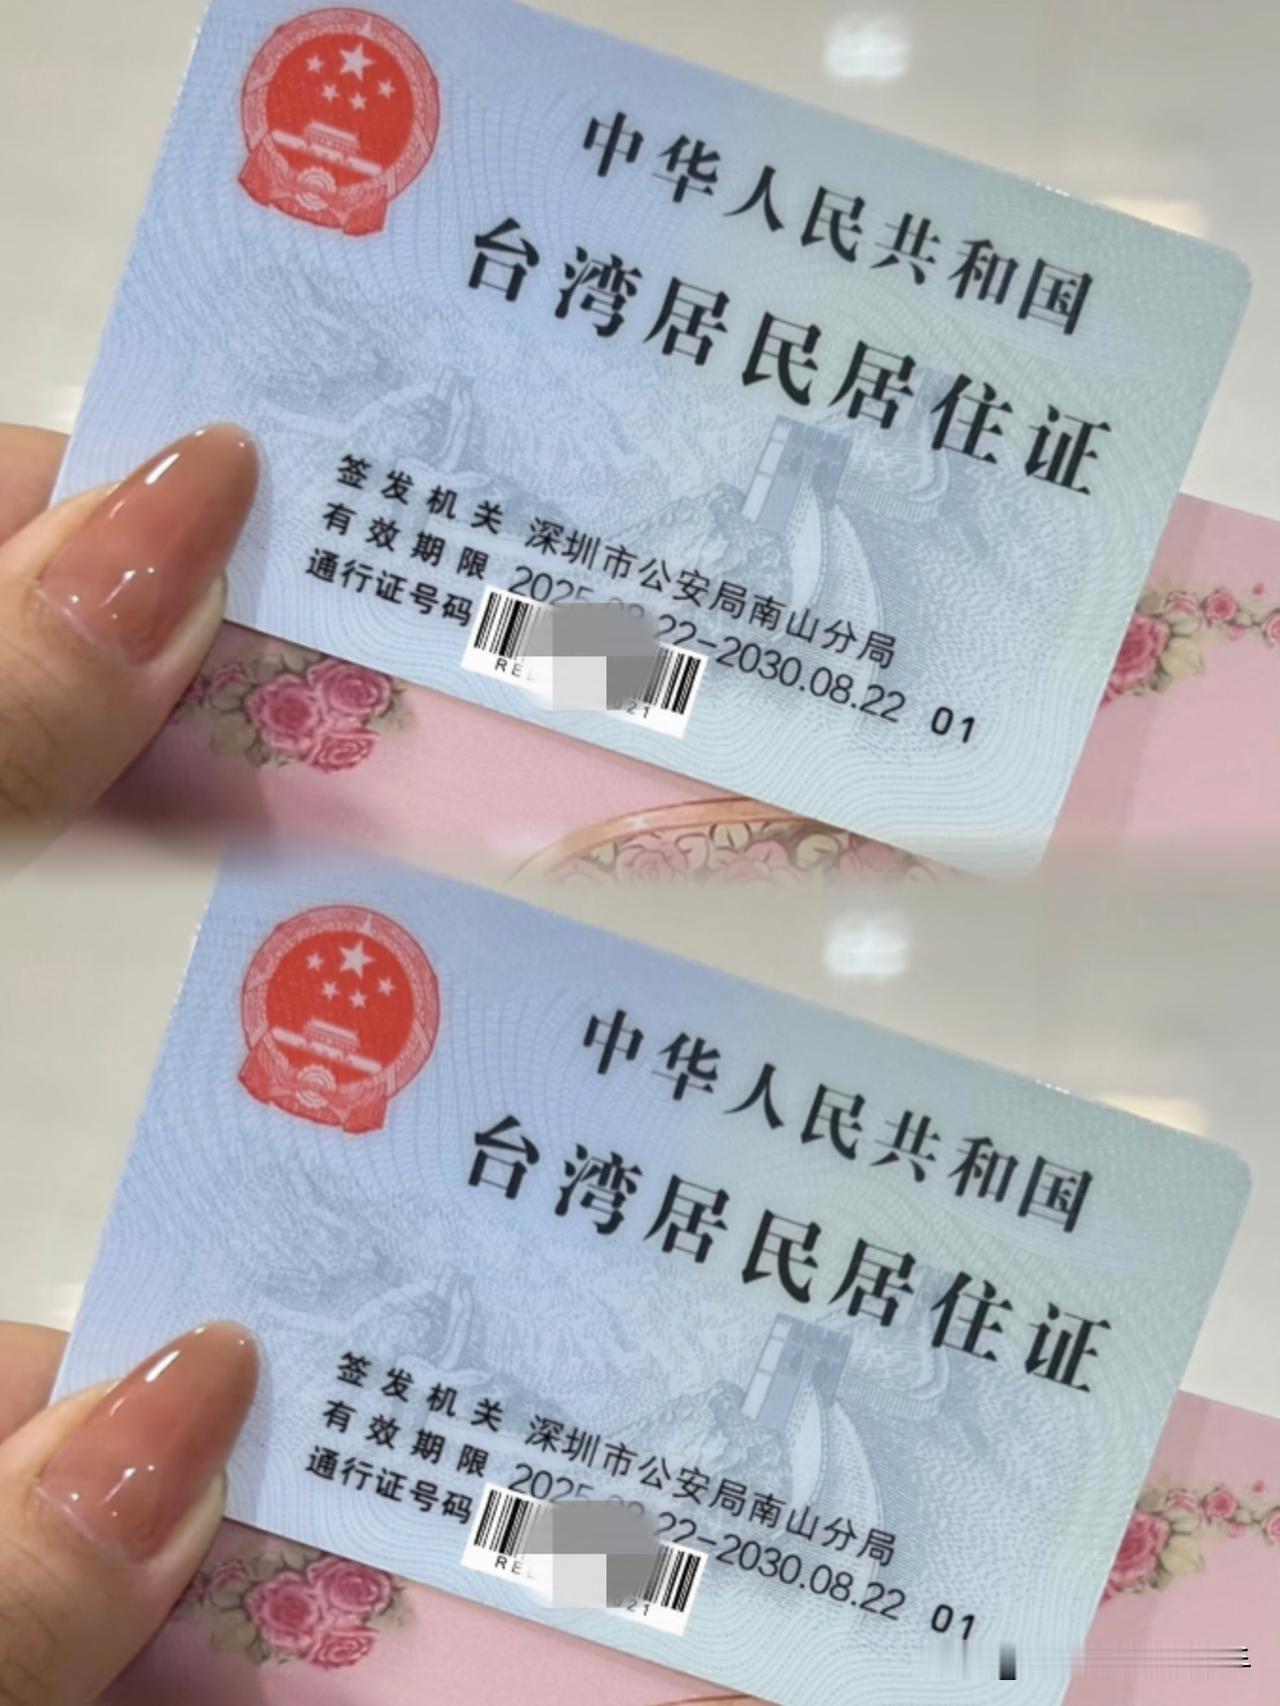 中华人民共和国
台湾居民居住证
签发机关 深圳市公安局南山分局
有效期限 2025.08.22-2030.08.22 01
通行证号码
REL
021
中华人民共和国
台湾居民居住证
签发机关 深圳市公安局南山分局
有效期限 2025.08.22-2030.08.22 01
通行证号码
REL
021